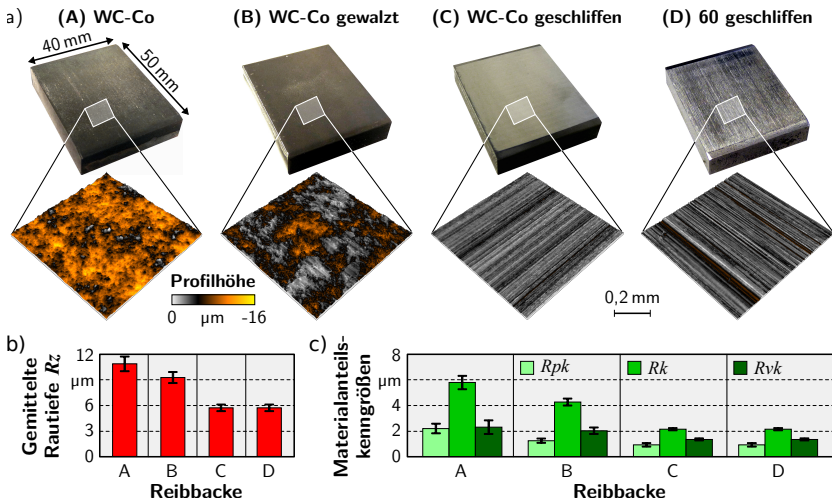 a)
(A) WC-Co
(B) WC-Co gewalzt
(C) WC-Co geschliffen
(D) 60 geschliffen
40 mm
50 mm
Profilhöhe
0 µm -16
0,2 mm
b)
Gemittelte
Rautiefe Rz
12
µm
6
3
0
A B C D
Reibbacke
c)
Materialanteils-
kenngrößen
8
µm
4
2
0
Rpk Rk Rvk
A B C D
Reibbacke